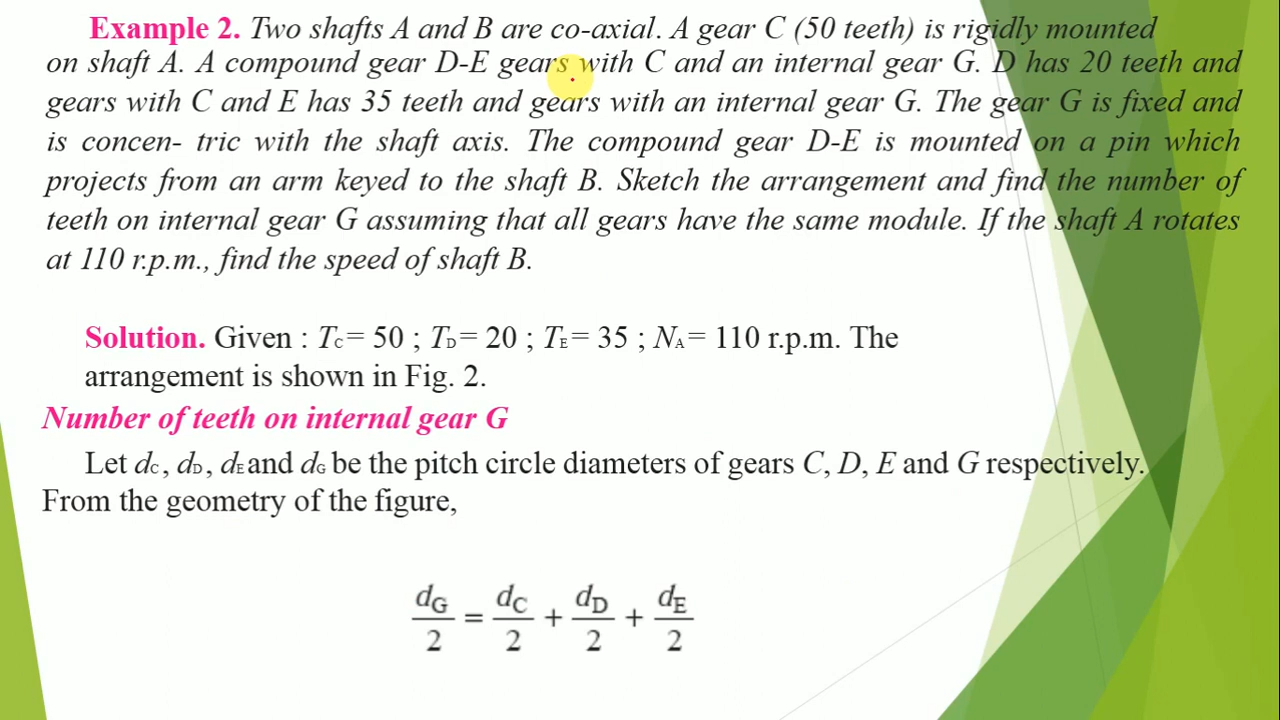 Example 2. Two shafts A and B are co-axial. A gear C (50 teeth) is rigidly mounted
on shaft A. A compound gear D-E gears with C and an internal gear G. D has 20 teeth and
gears with C and E has 35 teeth and gears with an internal gear G. The gear G is fixed and
is concen- tric with the shaft axis. The compound gear D-E is mounted on a pin which
projects from an arm keyed to the shaft B. Sketch the arrangement and find the number of
teeth on internal gear G assuming that all gears have the same module. If the shaft A rotates
at 110 r.p.m., find the speed of shaft B.
Solution. Given : TC= 50 ; TD= 20 ; TE= 35 ; NA= 110 r.p.m. The
arrangement is shown in Fig. 2.
Number of teeth on internal gear G
Let dC , dD, dE and dG be the pitch circle diameters of gears C, D, E and G respectively.
From the geometry of the figure,
dG/2 = dC/2 + dD/2 + dE/2